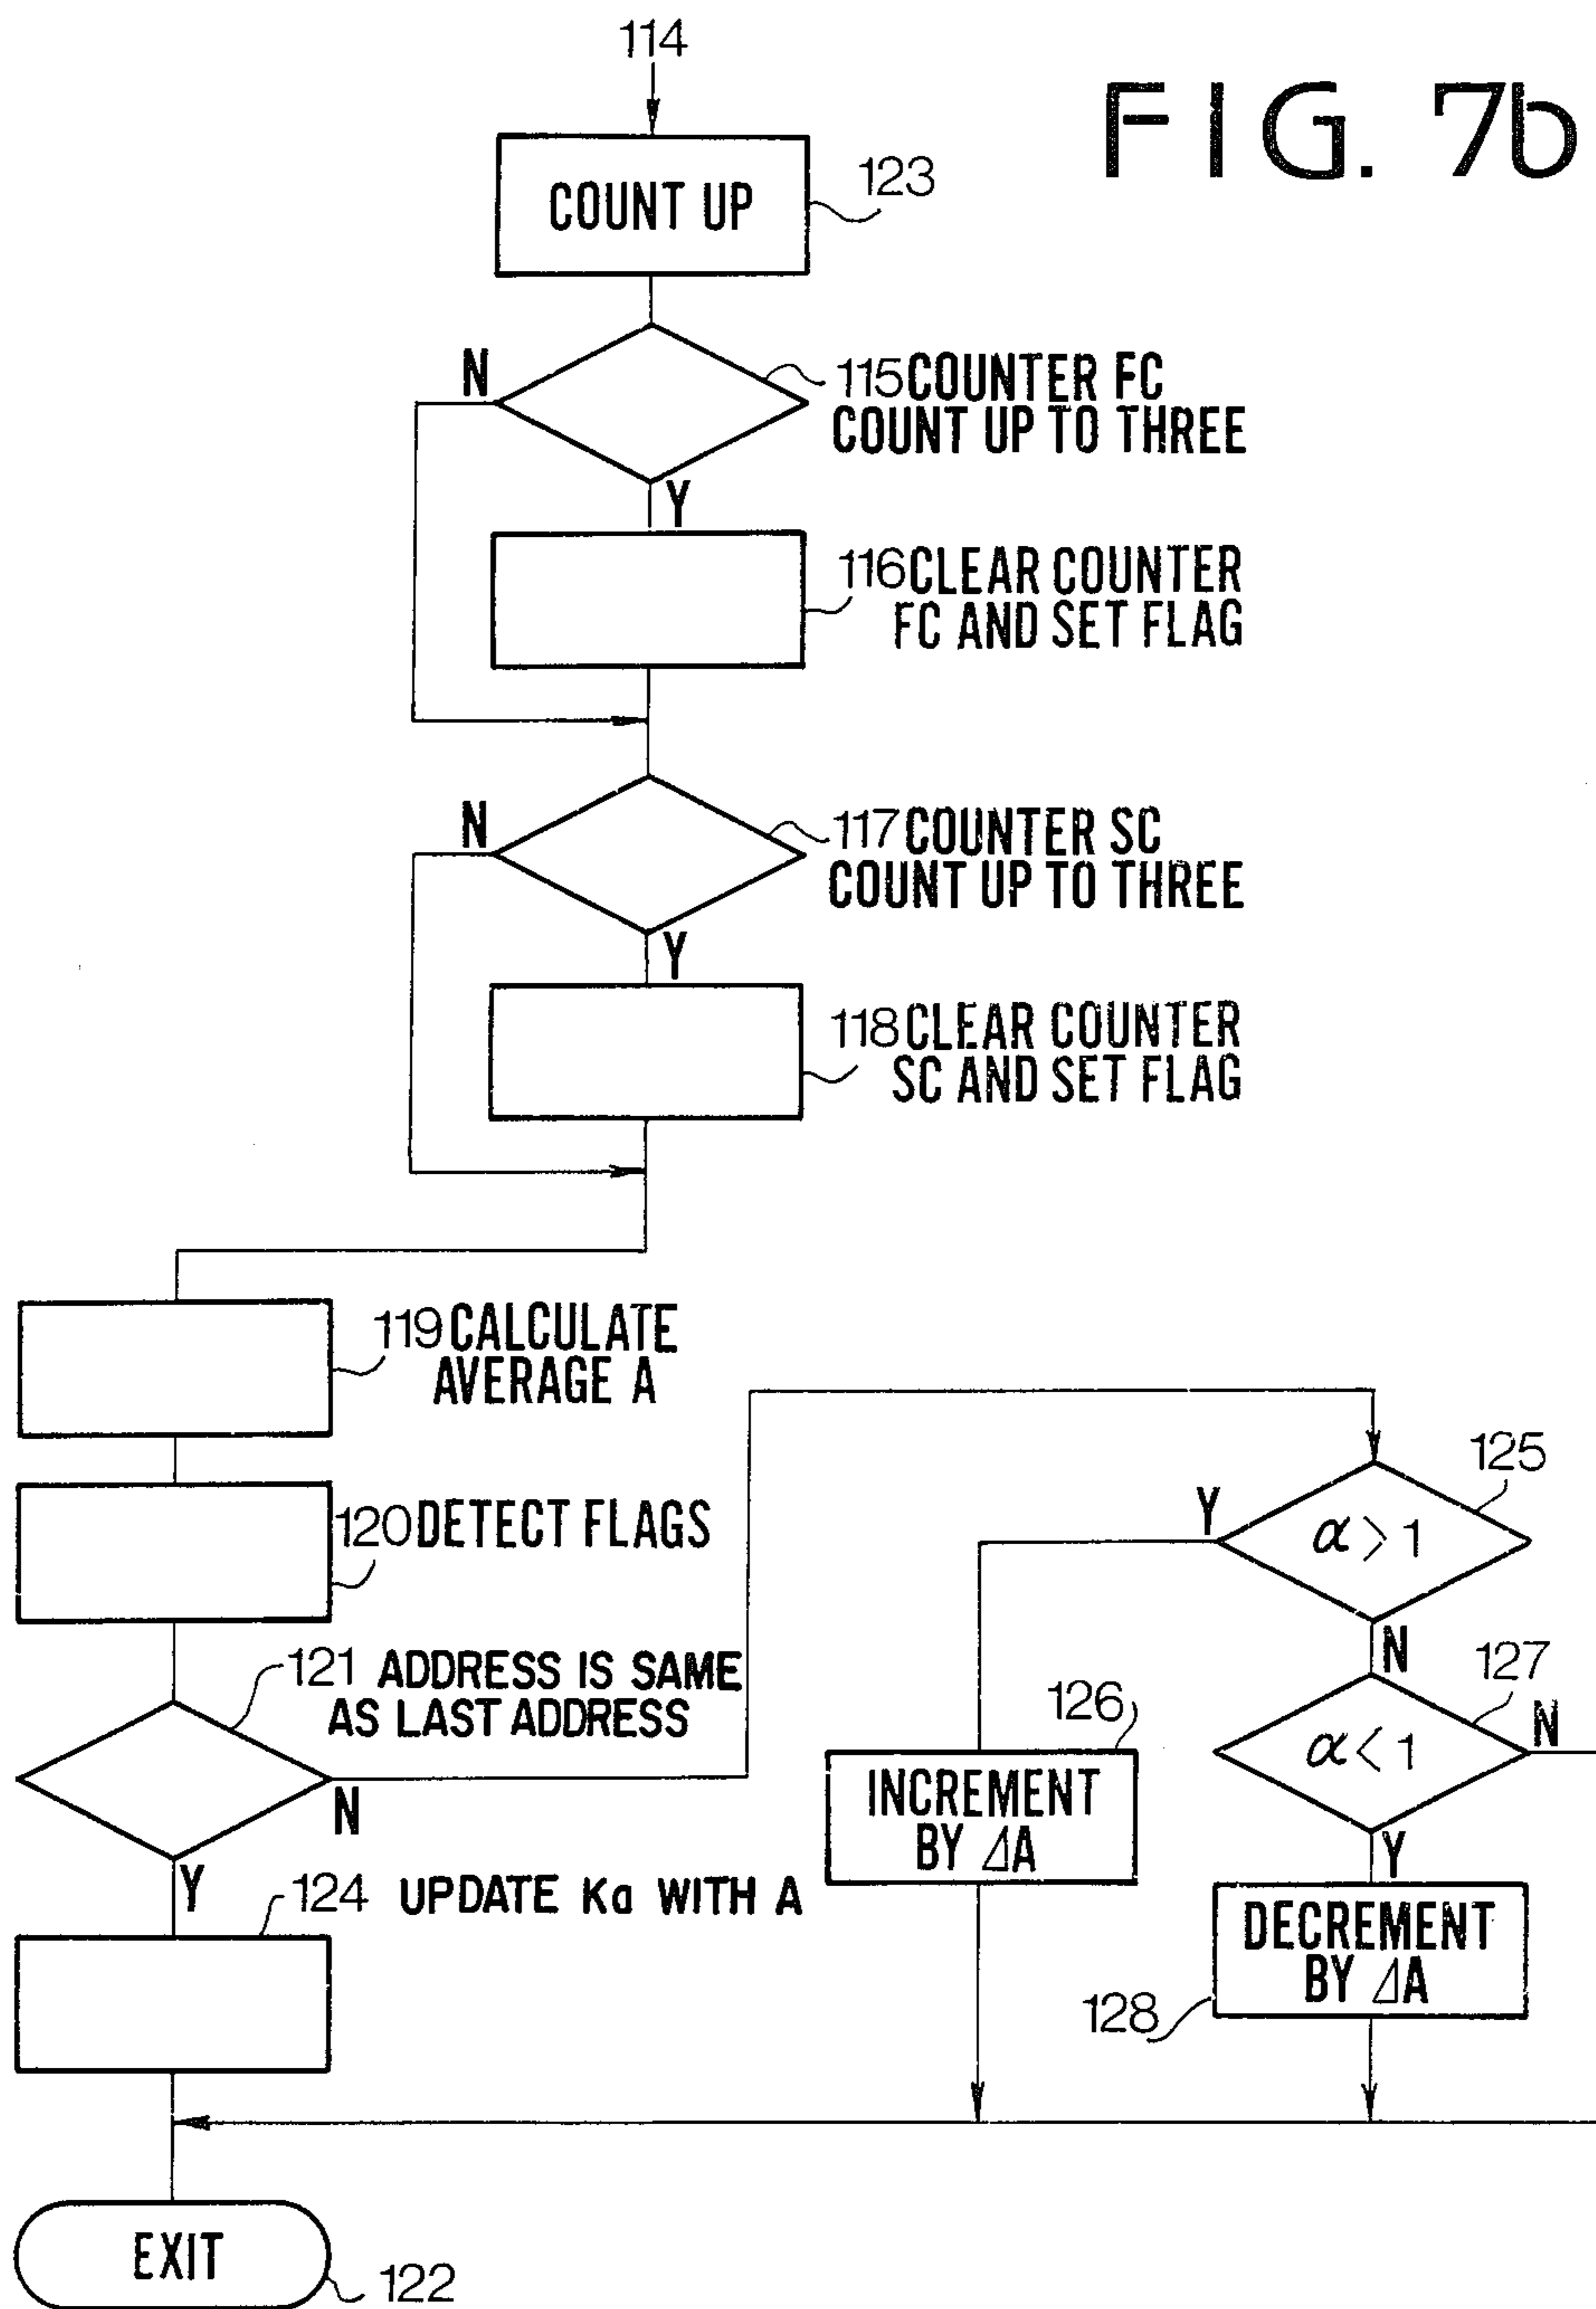 114
FIG. 7b
COUNT UP
123
N
115 COUNTER FC
COUNT UP TO THREE
Y
116 CLEAR COUNTER
FC AND SET FLAG
N
117 COUNTER SC
COUNT UP TO THREE
Y
118 CLEAR COUNTER
SC AND SET FLAG
119 CALCULATE
AVERAGE A
120 DETECT FLAGS
121 ADDRESS IS SAME
AS LAST ADDRESS
N
Y
124 UPDATE Ka WITH A
125
Y
α > 1
N
127
126
α < 1
N
INCREMENT
BY ⊿A
Y
DECREMENT
BY ⊿A
128
EXIT
122